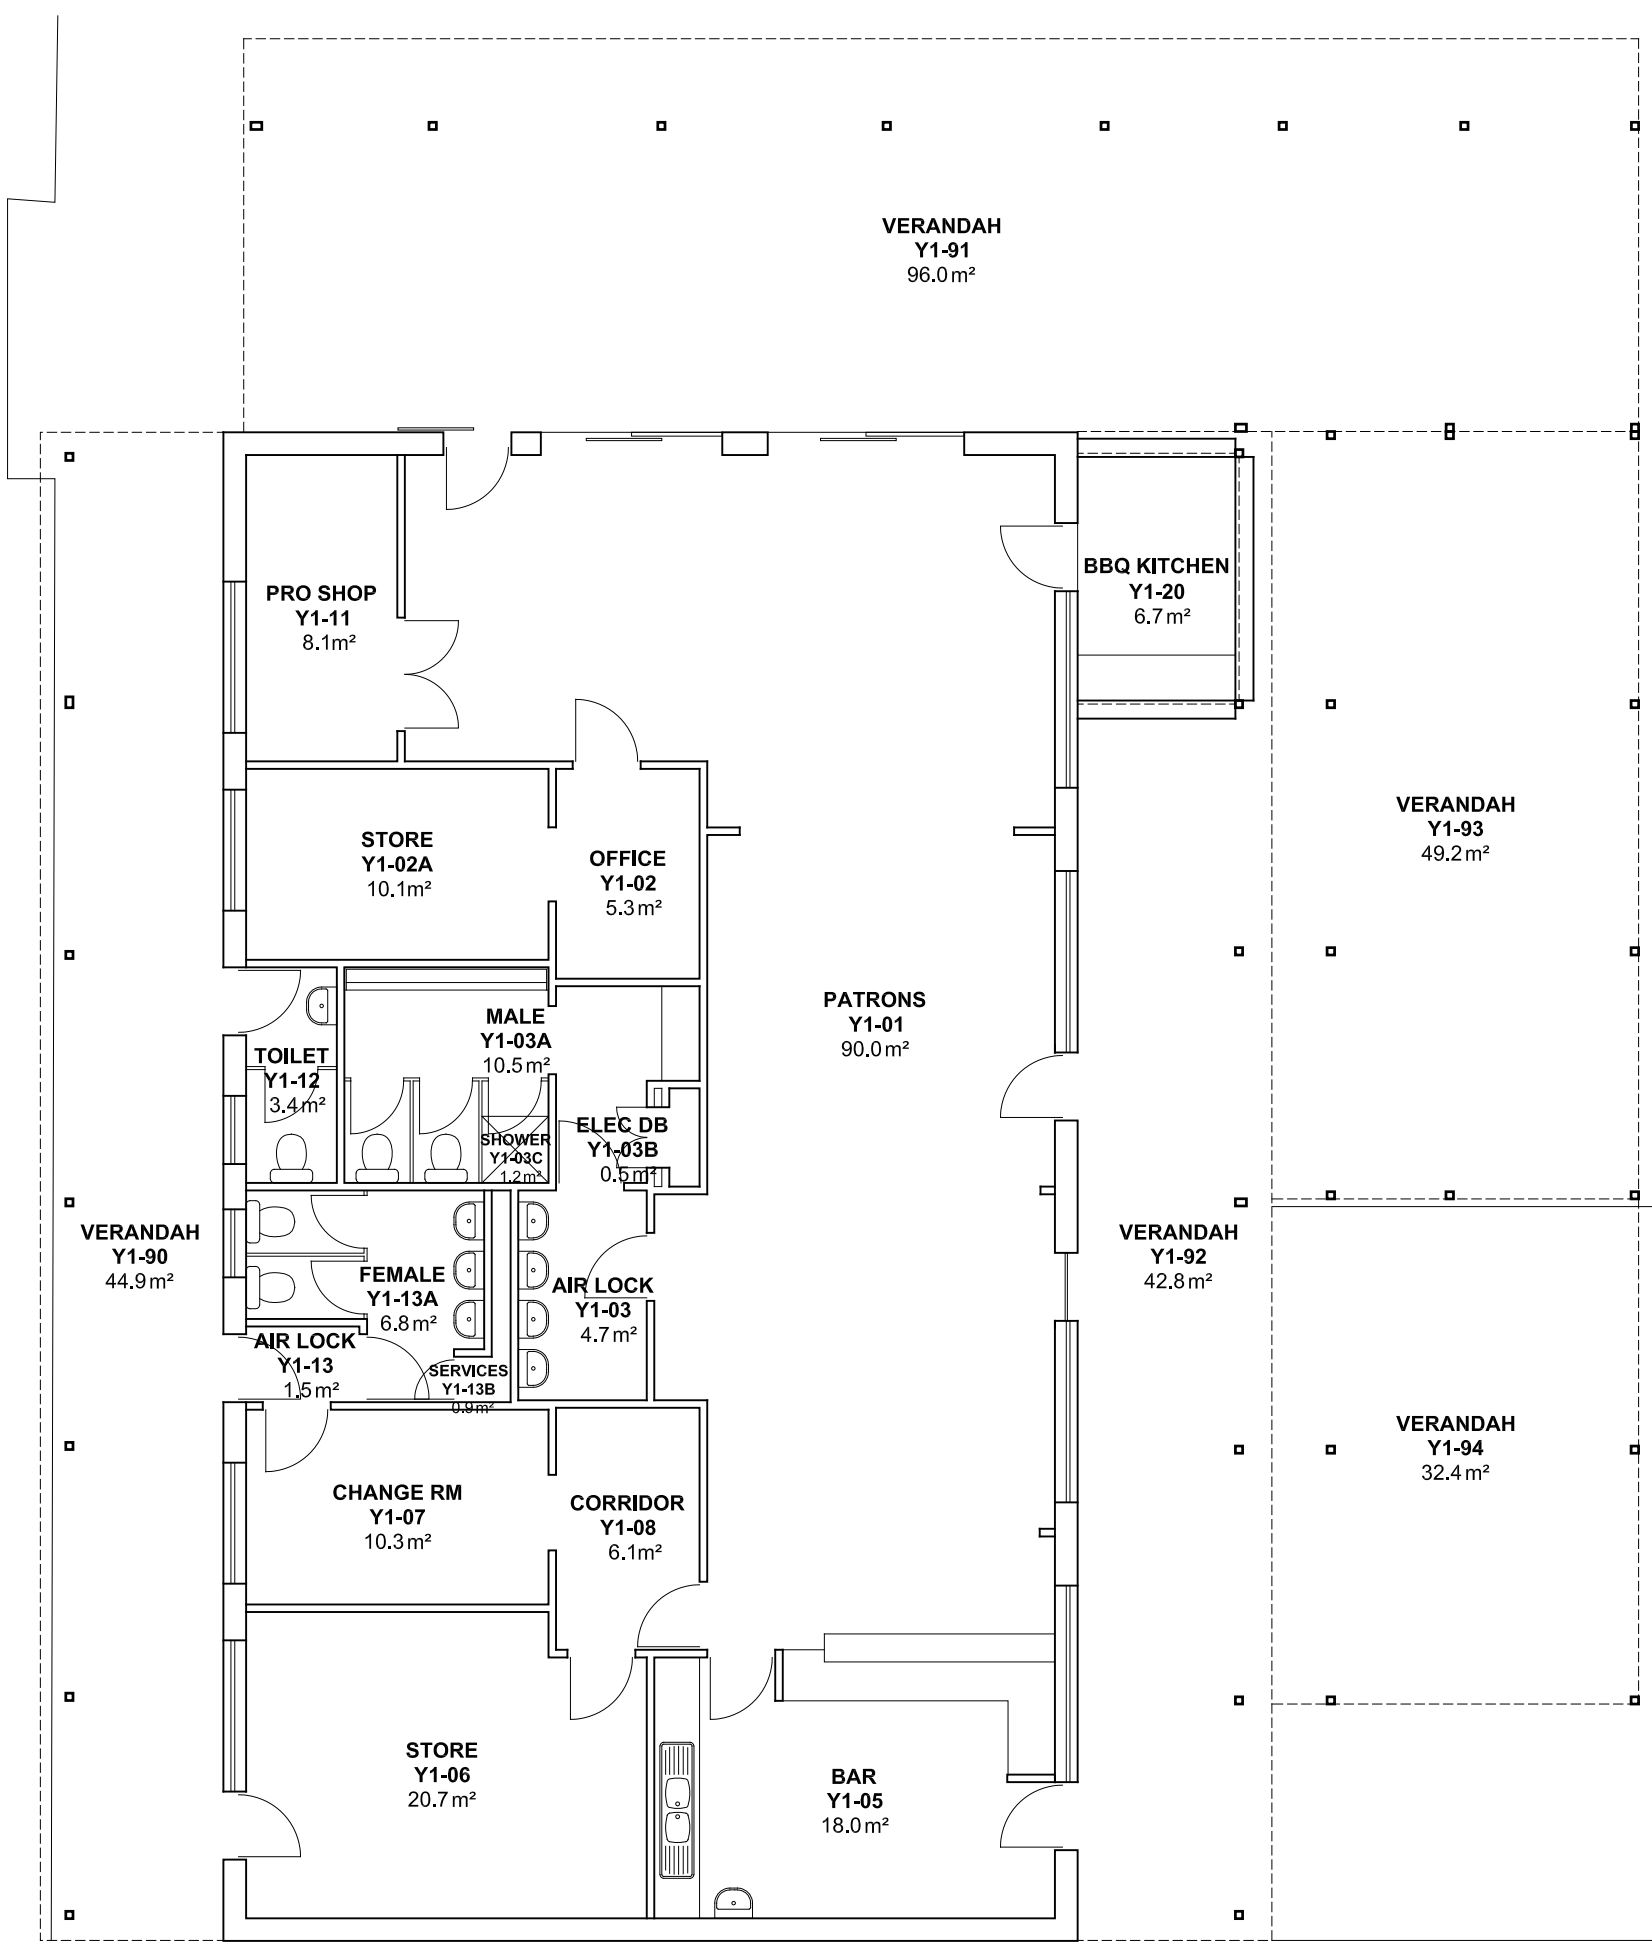 VERANDAH
Y1-91
96.0 m²
BBQ KITCHEN
Y1-20
6.7 m²
PRO SHOP
Y1-11
8.1 m²
VERANDAH
Y1-93
49.2 m²
STORE
Y1-02A
10.1 m²
OFFICE
Y1-02
5.3 m²
PATRONS
Y1-01
90.0 m²
MALE
Y1-03A
10.5 m²
TOILET
Y1-12
3.4 m²
ELEC DB
Y1-03B
0.5 m²
SHOWER
Y1-03C
1.2 m²
VERANDAH
Y1-90
44.9 m²
FEMALE
Y1-13A
6.8 m²
AIR LOCK
Y1-03
4.7 m²
VERANDAH
Y1-92
42.8 m²
AIR LOCK
Y1-13
1.5 m²
SERVICES
Y1-13B
0.9 m²
VERANDAH
Y1-94
32.4 m²
CHANGE RM
Y1-07
10.3 m²
CORRIDOR
Y1-08
6.1 m²
STORE
Y1-06
20.7 m²
BAR
Y1-05
18.0 m²